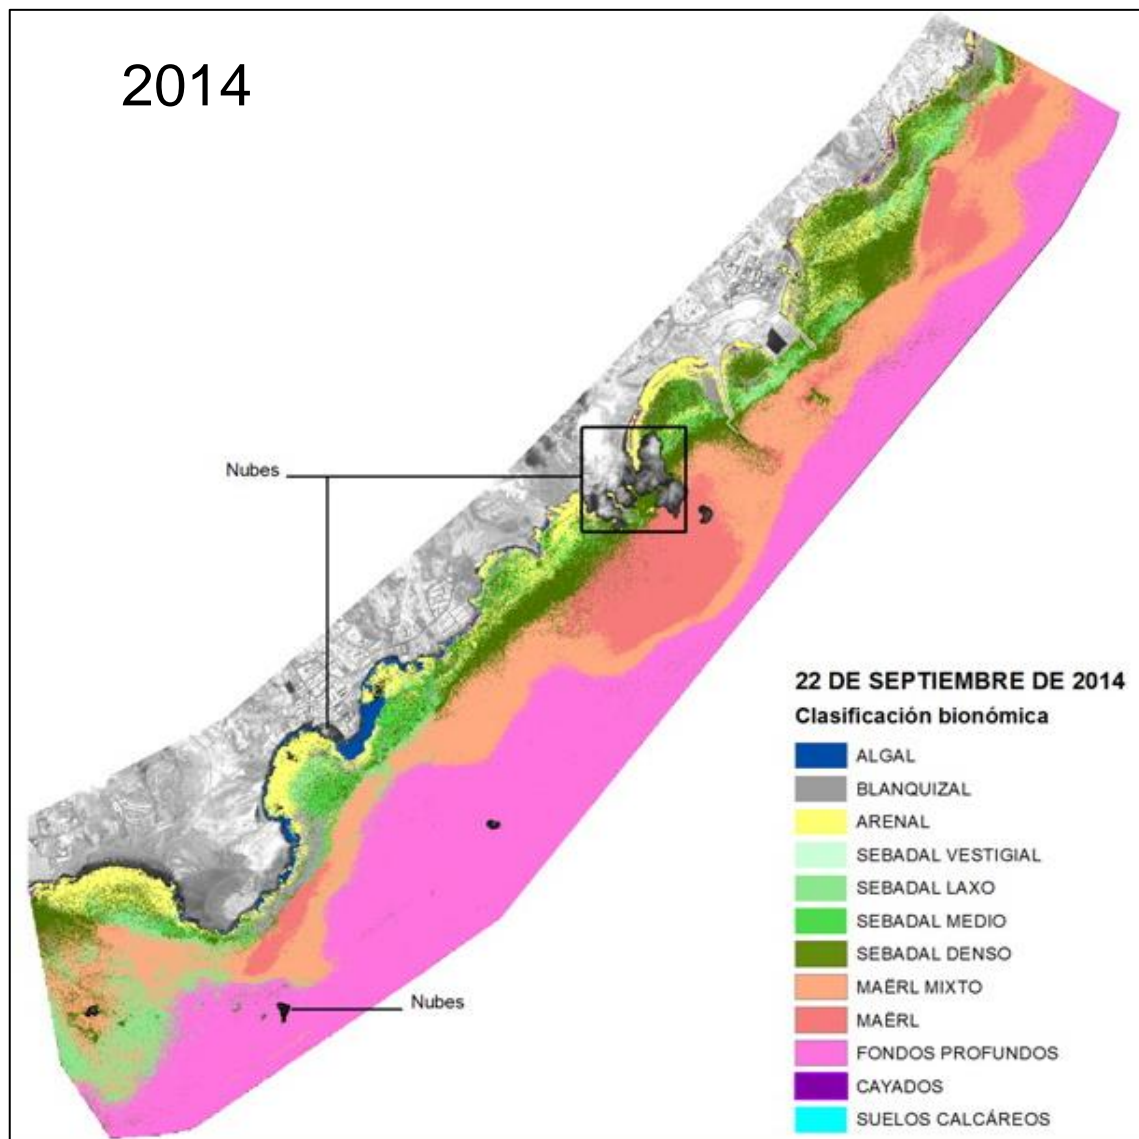 2014
Nubes
Nubes
22 DE SEPTIEMBRE DE 2014
Clasificación bionómica
ALGAL
BLANQUIZAL
ARENAL
SEBADAL VESTIGIAL
SEBADAL LAXO
SEBADAL MEDIO
SEBADAL DENSO
MAËRL MIXTO
MAËRL
FONDOS PROFUNDOS
CAYADOS
SUELOS CALCÁREOS